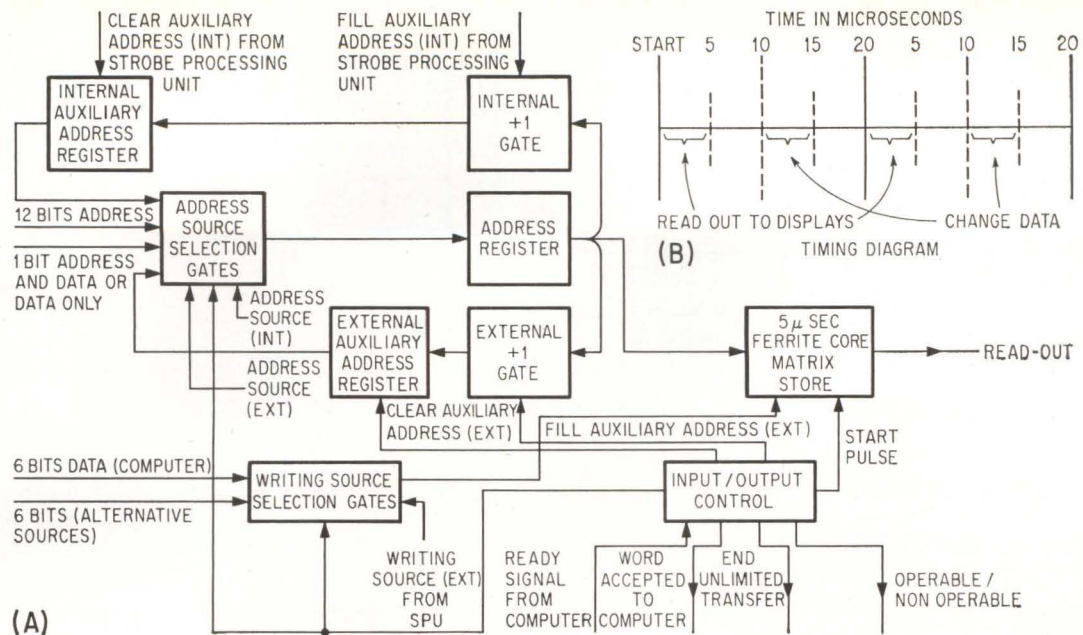 CLEAR AUXILIARY
ADDRESS (INT) FROM
STROBE PROCESSING
UNIT
FILL AUXILIARY
ADDRESS (INT) FROM
STROBE PROCESSING
UNIT
INTERNAL
AUXILIARY
ADDRESS
REGISTER
INTERNAL
+1
GATE
12 BITS ADDRESS
1 BIT ADDRESS
AND DATA OR
DATA ONLY
ADDRESS
SOURCE
SELECTION
GATES
ADDRESS
REGISTER
ADDRESS
SOURCE
(INT)
ADDRESS
SOURCE
(EXT)
EXTERNAL
AUXILIARY
ADDRESS
REGISTER
EXTERNAL
+1
GATE
CLEAR AUXILIARY
ADDRESS (EXT)
FILL AUXILIARY ADDRESS (EXT)
5 μ SEC
FERRITE CORE
MATRIX
STORE
READ-OUT
START
PULSE
6 BITS DATA (COMPUTER)
6 BITS (ALTERNATIVE
SOURCES)
WRITING SOURCE
SELECTION GATES
INPUT / OUTPUT
CONTROL
WRITING
SOURCE (EXT)
FROM
SPU
READY
SIGNAL
FROM
COMPUTER
WORD
ACCEPTED
TO
COMPUTER
END
UNLIMITED
TRANSFER
OPERABLE /
NON OPERABLE
(A)
TIME IN MICROSECONDS
START 5 10 15 20 5 10 15 20
READ OUT TO DISPLAYS
CHANGE DATA
TIMING DIAGRAM
(B)